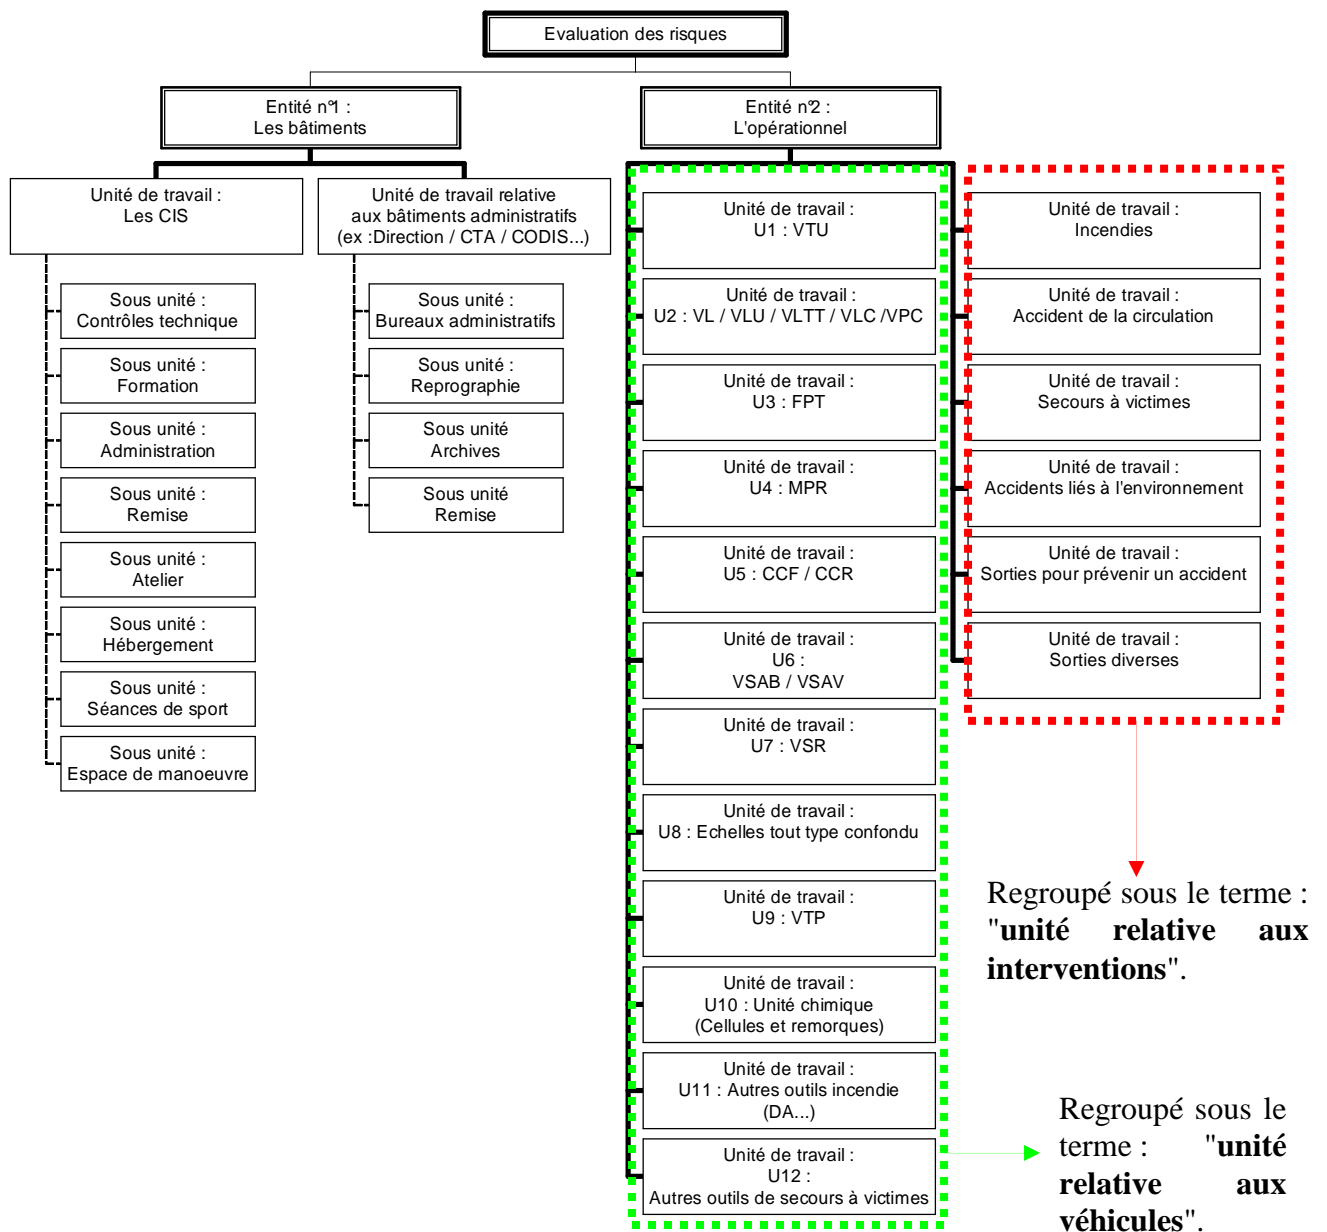 Evaluation des risques
Entité n°1 :
Les bâtiments
Entité n°2 :
L'opérationnel
Unité de travail :
Les CIS
Unité de travail relative
aux bâtiments administratifs
(ex :Direction / CTA / CODIS...)
Sous unité :
Contrôles technique
Sous unité :
Formation
Sous unité :
Administration
Sous unité :
Remise
Sous unité :
Atelier
Sous unité :
Hébergement
Sous unité :
Séances de sport
Sous unité :
Espace de manoeuvre
Sous unité :
Bureaux administratifs
Sous unité :
Reprographie
Sous unité
Archives
Sous unité
Remise
Unité de travail :
U1 : VTU
Unité de travail :
U2 : VL / VLU / VLTT / VLC /VPC
Unité de travail :
U3 : FPT
Unité de travail :
U4 : MPR
Unité de travail :
U5 : CCF / CCR
Unité de travail :
U6 :
VSAB / VSAV
Unité de travail :
U7 : VSR
Unité de travail :
U8 : Echelles tout type confondu
Unité de travail :
U9 : VTP
Unité de travail :
U10 : Unité chimique
(Cellules et remorques)
Unité de travail :
U11 : Autres outils incendie
(DA...)
Unité de travail :
U12 :
Autres outils de secours à victimes
Unité de travail :
Incendies
Unité de travail :
Accident de la circulation
Unité de travail :
Secours à victimes
Unité de travail :
Accidents liés à l'environnement
Unité de travail :
Sorties pour prévenir un accident
Unité de travail :
Sorties diverses
Regroupé sous le terme :
"unité relative aux
interventions".
Regroupé sous le
terme : "unité
relative aux
véhicules".